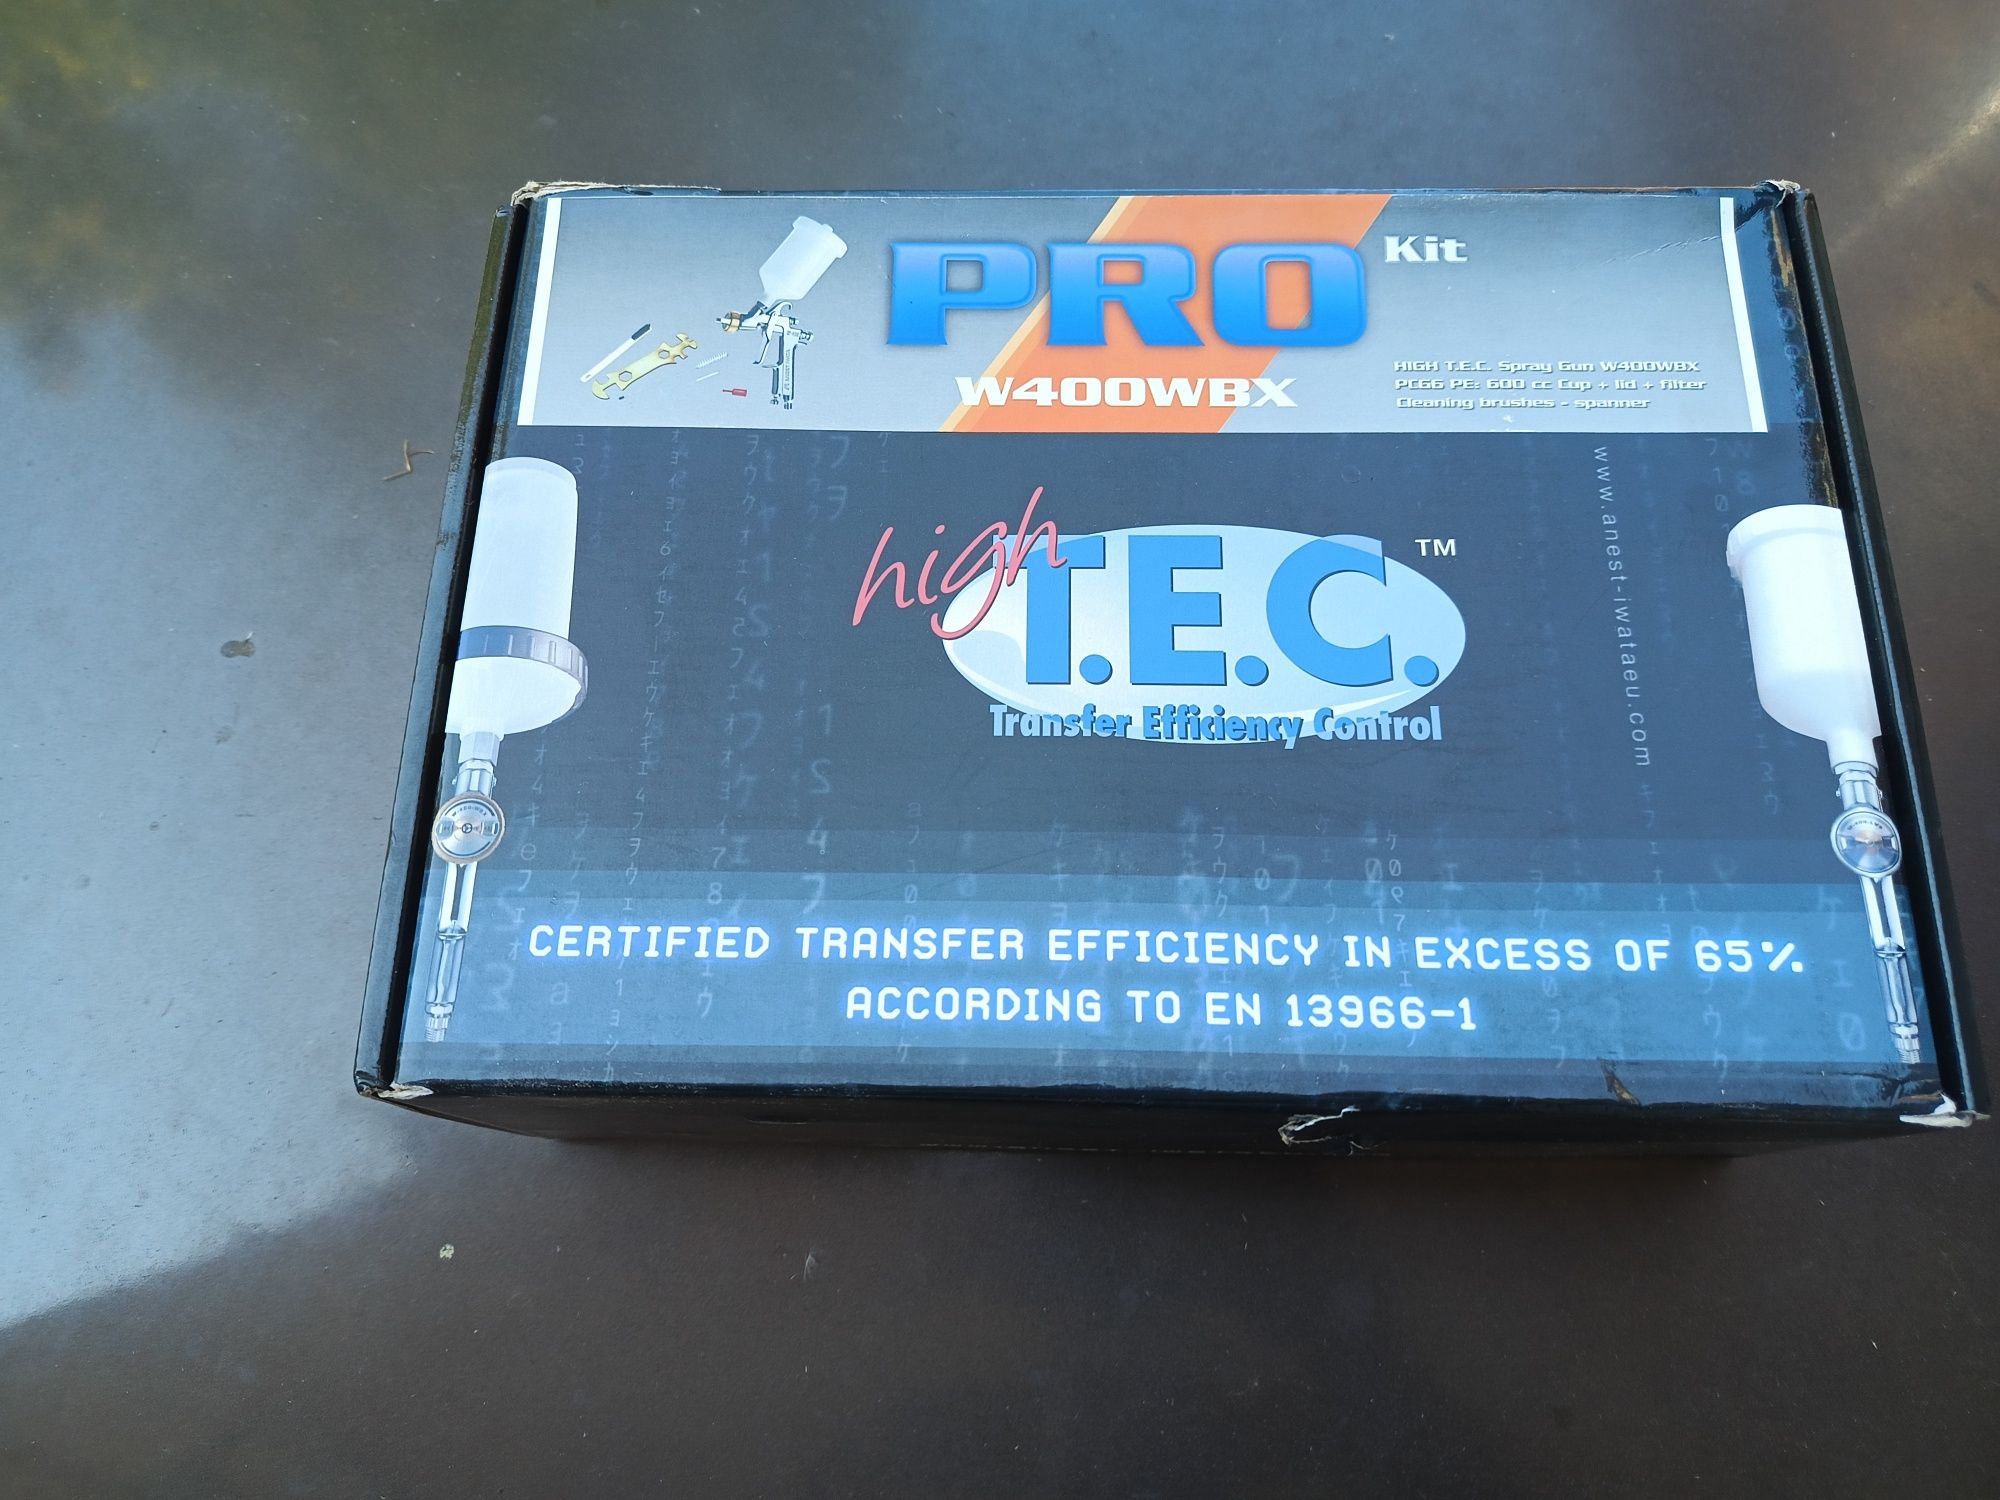 PRO Kit
W400WBX
HIGH T.E.C. Spray Gun W400WBX
PC66 PE: 600 cc Cup + lid + filter
Cleaning brushes - spanner
www.anest-iwataeu.com
high T.E.C. ™
Transfer Efficiency Control
CERTIFIED TRANSFER EFFICIENCY IN EXCESS OF 65%
ACCORDING TO EN 13966-1